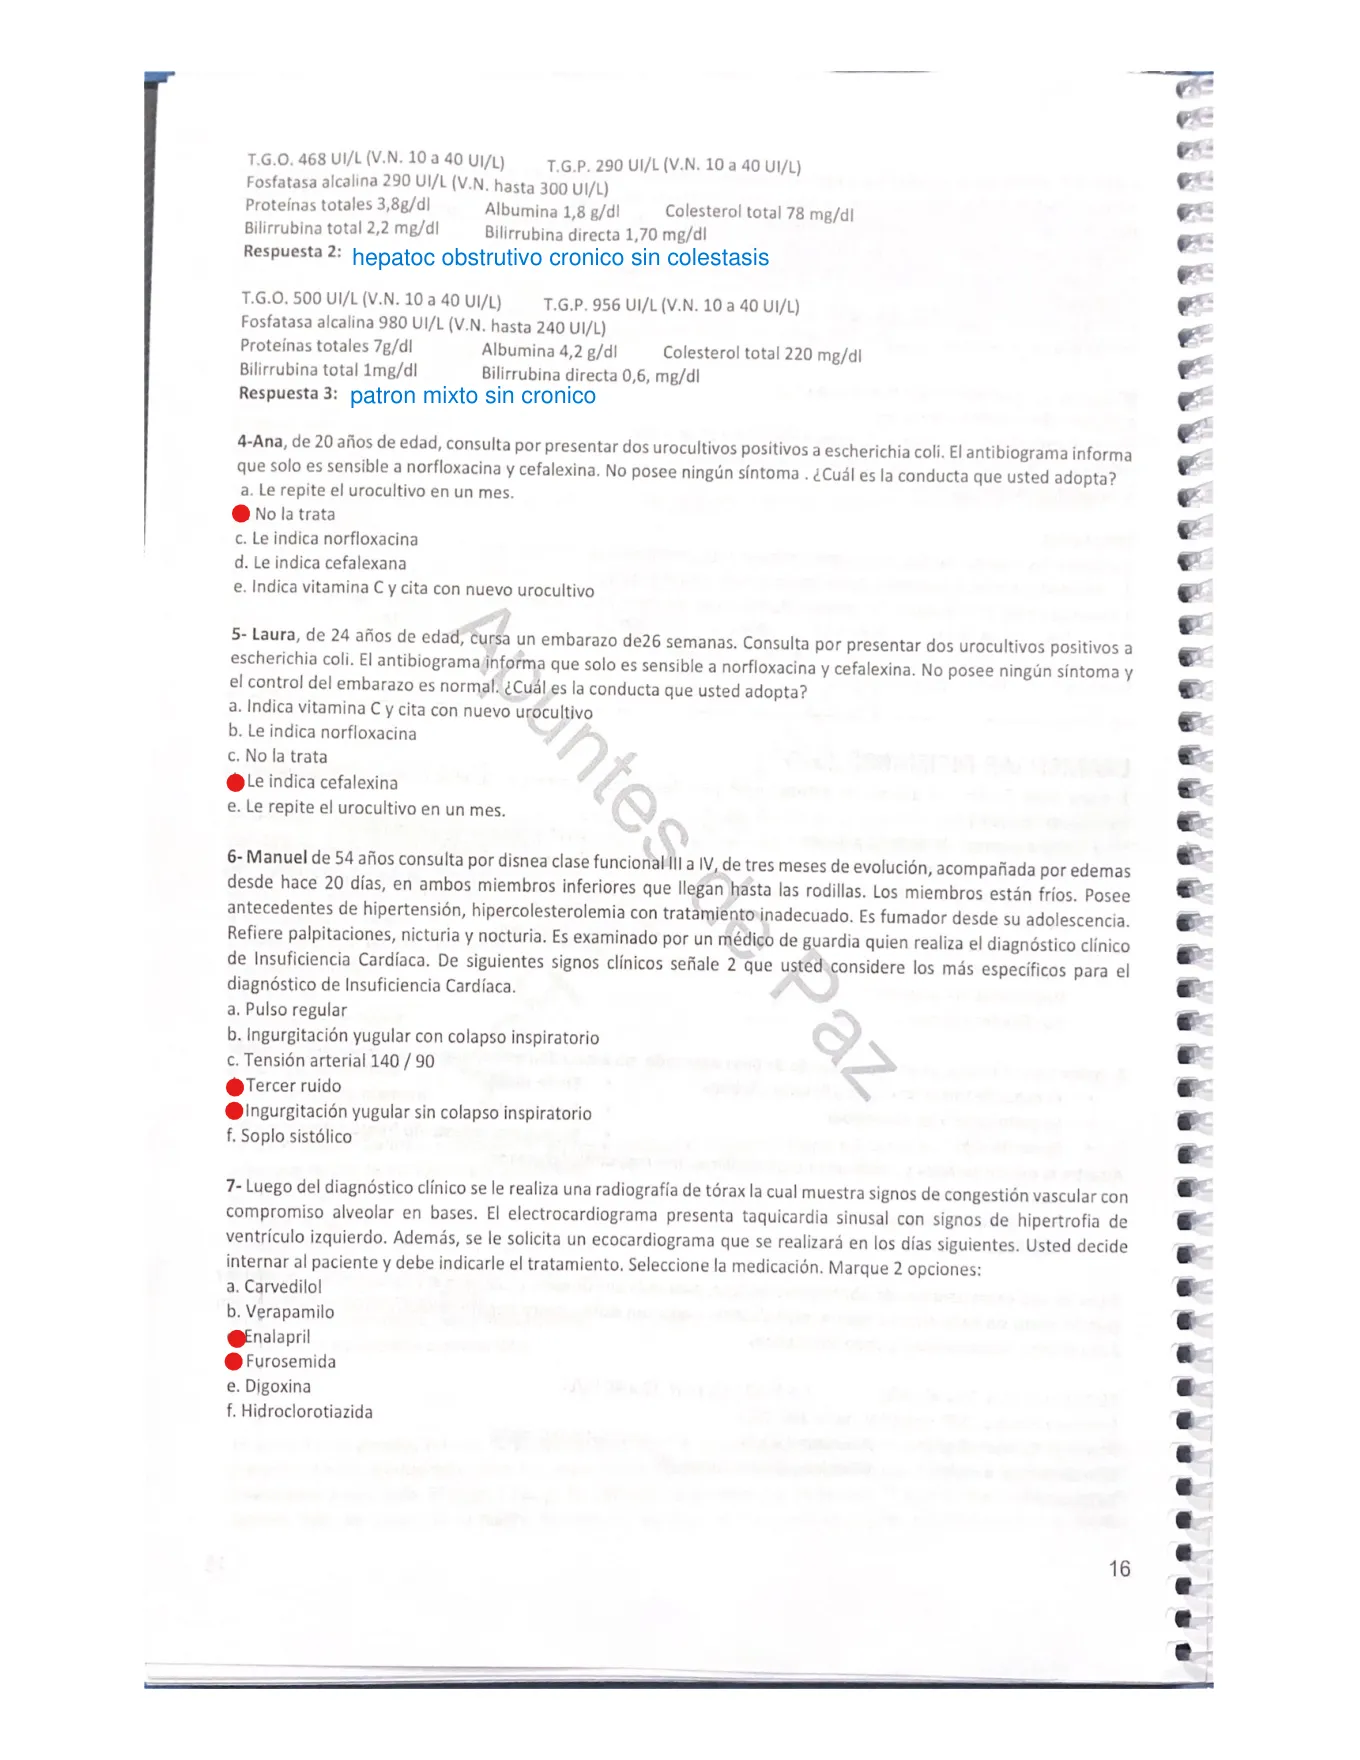 T.G.O. 468 UI/L (V.N. 10 a 40 UI/L) T.G.P. 290 UI/L (V.N. 10 a 40 UI/L)
Fosfatasa alcalina 290 UI/L (V.N. hasta 300 UI/L)
Proteínas totales 3,8g/dl Albumina 1,8 g/dl Colesterol total 78 mg/dl
Bilirrubina total 2,2 mg/dl Bilirrubina directa 1,70 mg/dl
Respuesta 2: hepatoc obstrutivo cronico sin colestasis
T.G.O. 500 UI/L (V.N. 10 a 40 UI/L) T.G.P. 956 UI/L (V.N. 10 a 40 UI/L)
Fosfatasa alcalina 980 UI/L (V.N. hasta 240 UI/L)
Proteínas totales 7g/dl Albumina 4,2 g/dl Colesterol total 220 mg/dl
Bilirrubina total 1mg/dl Bilirrubina directa 0,6, mg/dl
Respuesta 3: patron mixto sin cronico
4-Ana, de 20 años de edad, consulta por presentar dos urocultivos positivos a escherichia coli. El antibiograma informa
que solo es sensible a norfloxacina y cefalexina. No posee ningún síntoma . ¿Cuál es la conducta que usted adopta?
a. Le repite el urocultivo en un mes.
No la trata
c. Le indica norfloxacina
d. Le indica cefalexana
e. Indica vitamina C y cita con nuevo urocultivo
5- Laura, de 24 años de edad, cursa un embarazo de26 semanas. Consulta por presentar dos urocultivos positivos a
escherichia coli. El antibiograma informa que solo es sensible a norfloxacina y cefalexina. No posee ningún síntoma y
el control del embarazo es normal. ¿Cuál es la conducta que usted adopta?
a. Indica vitamina C y cita con nuevo urocultivo
b. Le indica norfloxacina
c. No la trata
Le indica cefalexina
e. Le repite el urocultivo en un mes.
6- Manuel de 54 años consulta por disnea clase funcional III a IV, de tres meses de evolución, acompañada por edemas
desde hace 20 días, en ambos miembros inferiores que llegan hasta las rodillas. Los miembros están fríos. Posee
antecedentes de hipertensión, hipercolesterolemia con tratamiento inadecuado. Es fumador desde su adolescencia.
Refiere palpitaciones, nicturia y nocturia. Es examinado por un médico de guardia quien realiza el diagnóstico clínico
de Insuficiencia Cardíaca. De siguientes signos clínicos señale 2 que usted considere los más específicos para el
diagnóstico de Insuficiencia Cardíaca.
a. Pulso regular
b. Ingurgitación yugular con colapso inspiratorio
c. Tensión arterial 140 / 90
Tercer ruido
Ingurgitación yugular sin colapso inspiratorio
f. Soplo sistólico
7- Luego del diagnóstico clínico se le realiza una radiografía de tórax la cual muestra signos de congestión vascular con
compromiso alveolar en bases. El electrocardiograma presenta taquicardia sinusal con signos de hipertrofia de
ventrículo izquierdo. Además, se le solicita un ecocardiograma que se realizará en los días siguientes. Usted decide
internar al paciente y debe indicarle el tratamiento. Seleccione la medicación. Marque 2 opciones:
a. Carvedilol
b. Verapamilo
Enalapril
Furosemida
e. Digoxina
f. Hidroclorotiazida
Apuntes de Paz
16